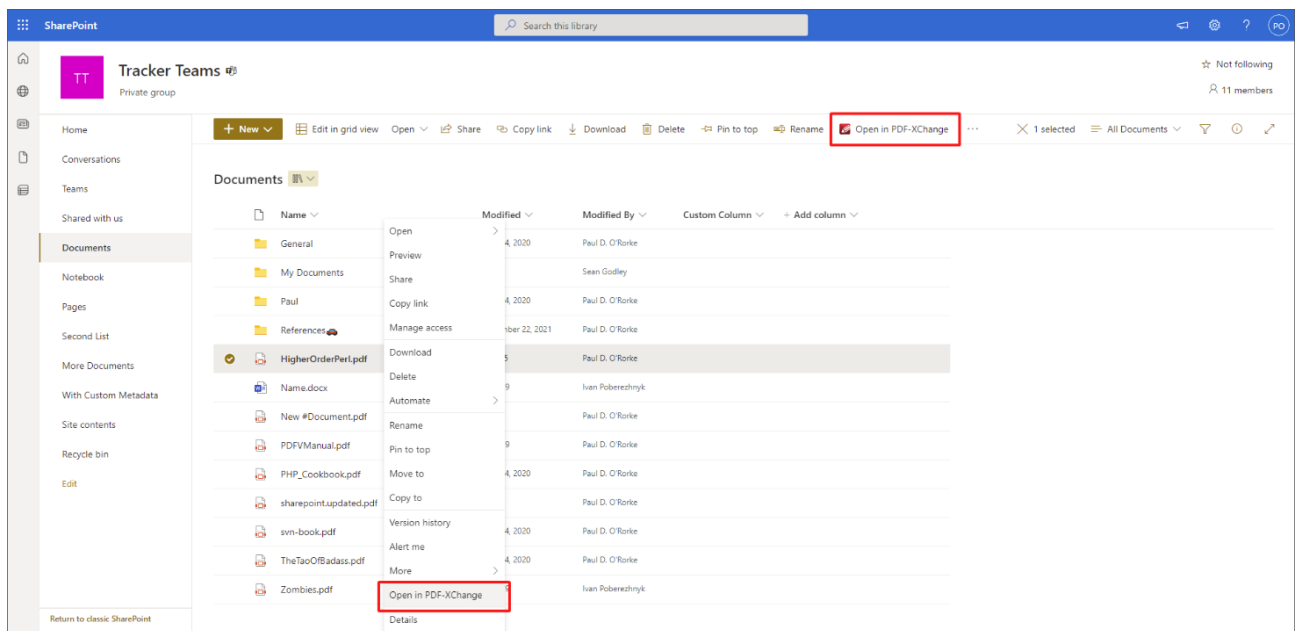 SharePoint
Search this library
?
PO
TT
Tracker Teams
Private group
Not following
11 members
Home
Conversations
Teams
Shared with us
Documents
Notebook
Pages
Second List
More Documents
With Custom Metadata
Site contents
Recycle bin
Edit
Return to classic SharePoint
+ New
Edit in grid view
Open
Share
Copy link
Download
Delete
Pin to top
Rename
Open in PDF-XChange
...
1 selected
All Documents
Documents
Name
Modified
Modified By
Custom Column
+ Add column
General
4, 2020
Paul D. O'Rorke
My Documents
Sean Godley
Paul
4, 2020
Paul D. O'Rorke
References
ber 22, 2021
Paul D. O'Rorke
HigherOrderPerl.pdf
5
Paul D. O'Rorke
Name.docx
9
Ivan Poberezhnyk
New #Document.pdf
Paul D. O'Rorke
PDFVManual.pdf
9
Paul D. O'Rorke
PHP_Cookbook.pdf
4, 2020
Paul D. O'Rorke
sharepoint.updated.pdf
Paul D. O'Rorke
svn-book.pdf
4, 2020
Paul D. O'Rorke
TheTaoOfBadass.pdf
4, 2020
Paul D. O'Rorke
Zombies.pdf
Ivan Poberezhnyk
Open
Preview
Share
Copy link
Manage access
Download
Delete
Automate
Rename
Pin to top
Move to
Copy to
Version history
Alert me
More
Open in PDF-XChange
Details